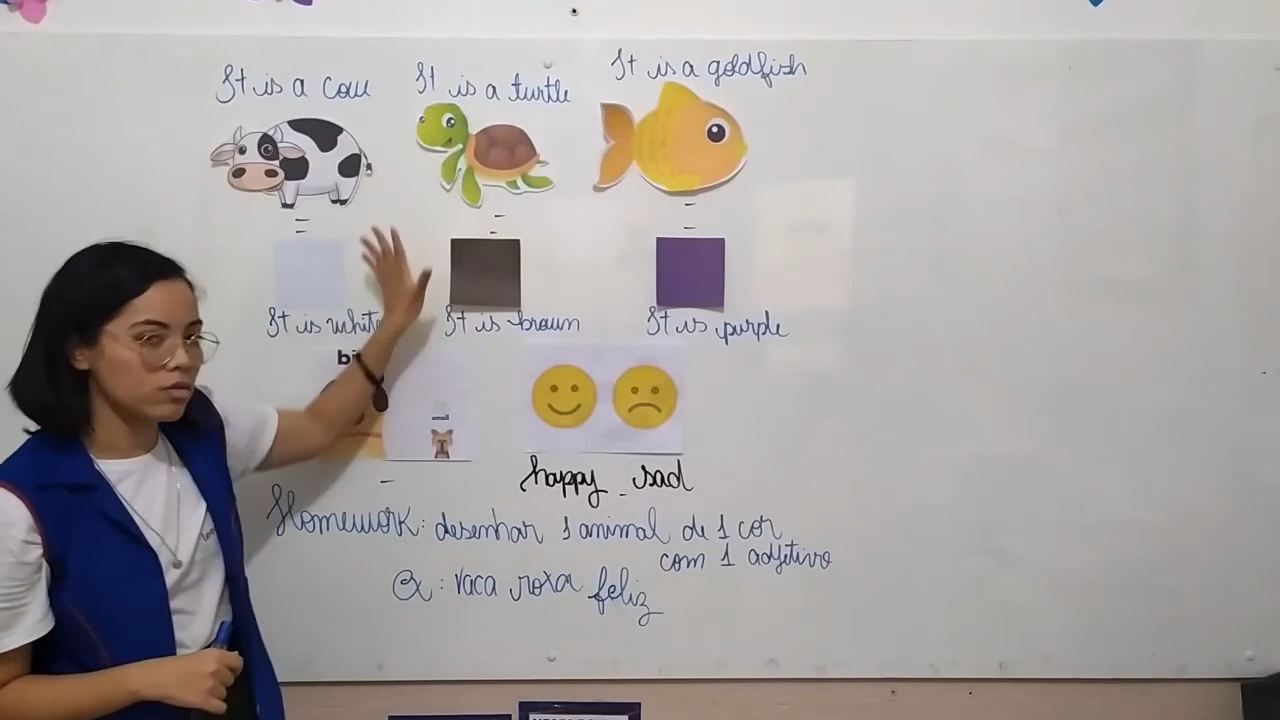 It is a cow
It is a turtle
It is a goldfish
It is white
It is brown
It is purple
small
happy sad
Homework: desenhar 1 animal de 1 cor
com 1 adjetivo
Ex: vaca roxa feliz